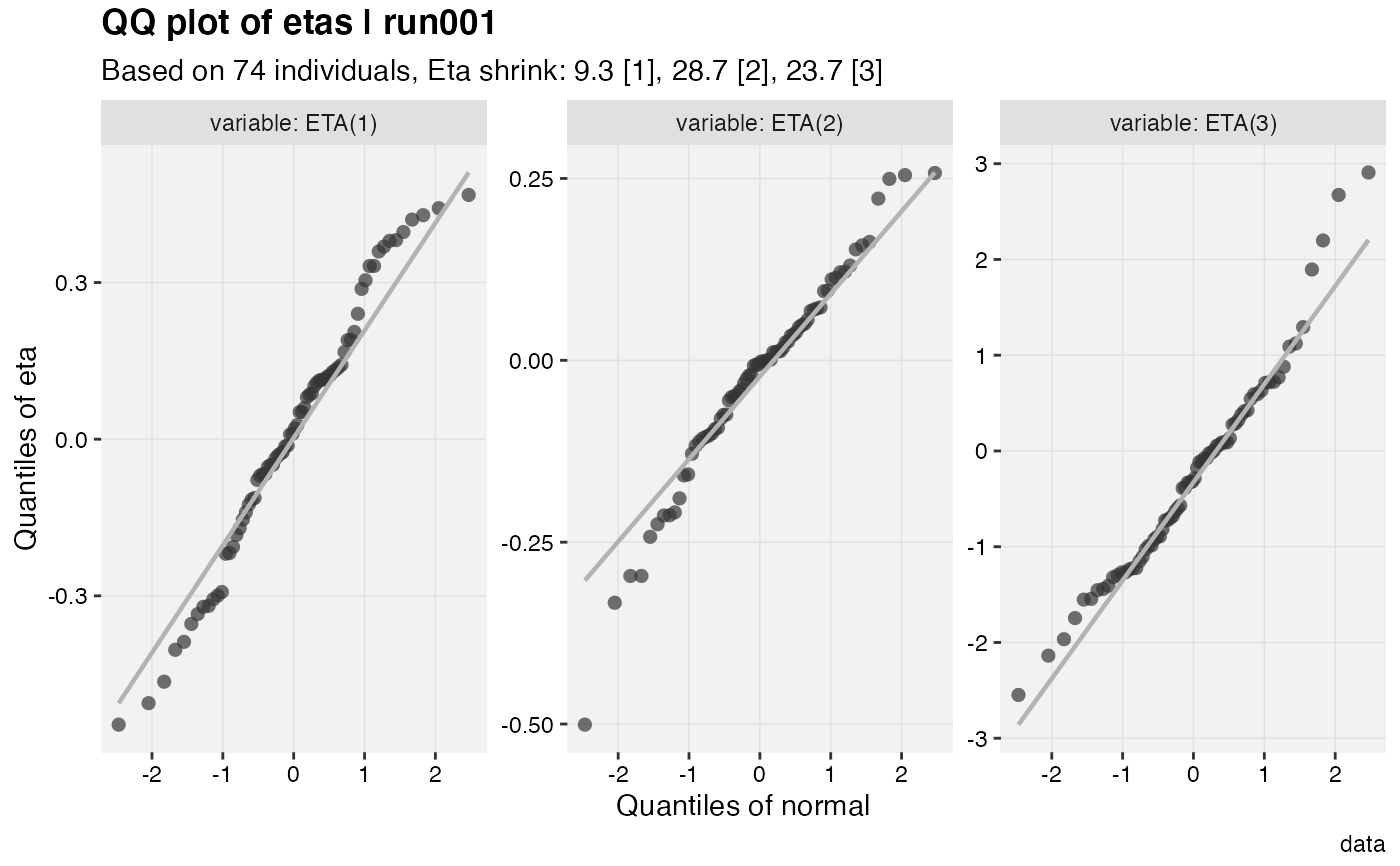 QQ plot of etas | run001
Based on 74 individuals, Eta shrink: 9.3 [1], 28.7 [2], 23.7 [3]
variable: ETA(1)
variable: ETA(2)
variable: ETA(3)
Quantiles of eta
0.3
0.0
-0.3
-2 -1 0 1 2
0.25
0.00
-0.25
-0.50
-2 -1 0 1 2
3
2
1
0
-1
-2
-3
-2 -1 0 1 2
Quantiles of normal
data